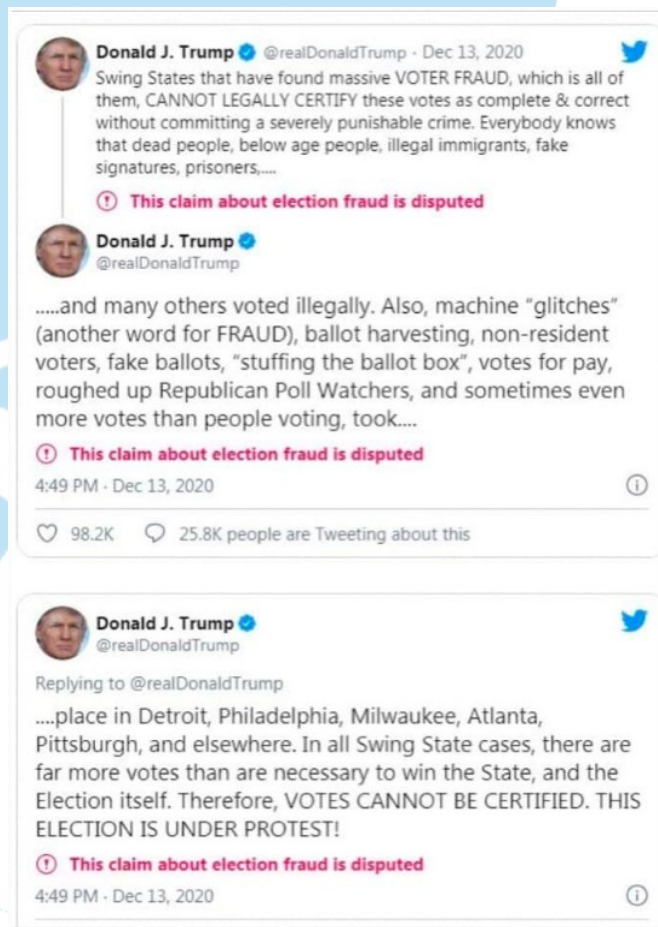 Donald J. Trump @realDonaldTrump · Dec 13, 2020
Swing States that have found massive VOTER FRAUD, which is all of
them, CANNOT LEGALLY CERTIFY these votes as complete & correct
without committing a severely punishable crime. Everybody knows
that dead people, below age people, illegal immigrants, fake
signatures, prisoners,....
This claim about election fraud is disputed
Donald J. Trump
@realDonaldTrump
.....and many others voted illegally. Also, machine “glitches”
(another word for FRAUD), ballot harvesting, non-resident
voters, fake ballots, “stuffing the ballot box”, votes for pay,
roughed up Republican Poll Watchers, and sometimes even
more votes than people voting, took....
This claim about election fraud is disputed
4:49 PM · Dec 13, 2020
98.2K 25.8K people are Tweeting about this
Donald J. Trump
@realDonaldTrump
Replying to @realDonaldTrump
....place in Detroit, Philadelphia, Milwaukee, Atlanta,
Pittsburgh, and elsewhere. In all Swing State cases, there are
far more votes than are necessary to win the State, and the
Election itself. Therefore, VOTES CANNOT BE CERTIFIED. THIS
ELECTION IS UNDER PROTEST!
This claim about election fraud is disputed
4:49 PM · Dec 13, 2020